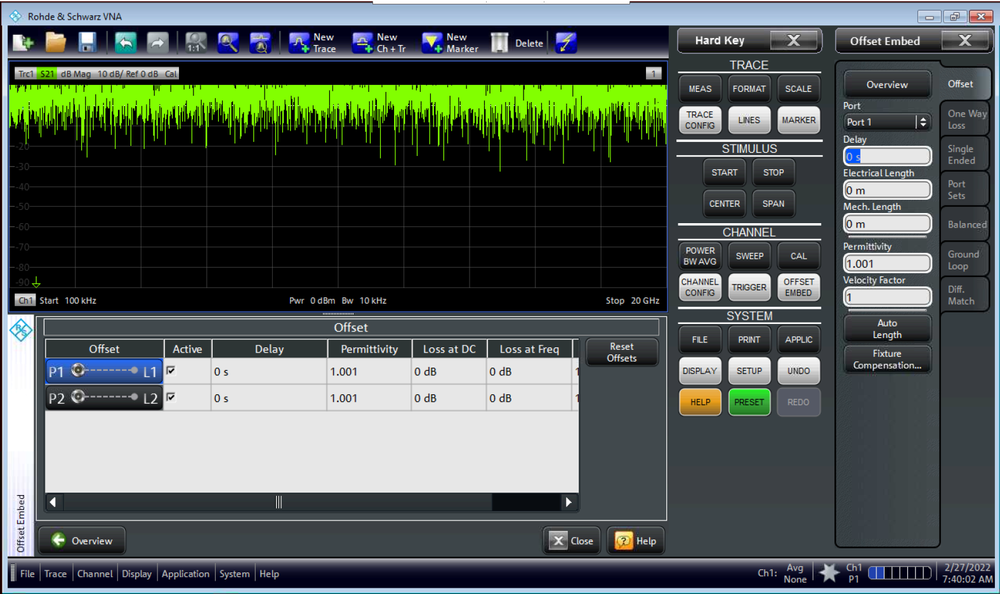 Rohde & Schwarz VNA
1:1
New Trace
New Ch + Tr
New Marker
Delete
Trc1 S21 dB Mag 10 dB/ Ref 0 dB Cal
1
-20
-30
-40
-50
-60
-70
-80
-90
Ch1 Start 100 kHz
Pwr 0 dBm Bw 10 kHz
Stop 20 GHz
Offset
Offset Active Delay Permittivity Loss at DC Loss at Freq
P1 L1 0 s 1.001 0 dB 0 dB 1
P2 L2 0 s 1.001 0 dB 0 dB 1
Reset
Offsets
R&S
Offset Embed
Overview
Close
Help
Hard Key X
TRACE
MEAS FORMAT SCALE
TRACE CONFIG LINES MARKER
STIMULUS
START STOP
CENTER SPAN
CHANNEL
POWER BW AVG SWEEP CAL
CHANNEL CONFIG TRIGGER OFFSET EMBED
SYSTEM
FILE PRINT APPLIC
DISPLAY SETUP UNDO
HELP PRESET REDO
Offset Embed X
Overview
Port
Port 1
Delay
0 s
Electrical Length
0 m
Mech. Length
0 m
Permittivity
1.001
Velocity Factor
1
Auto
Length
Fixture
Compensation...
Offset
One Way
Loss
Single
Ended
Port
Sets
Balanced
Ground
Loop
Diff.
Match
File Trace Channel Display Application System Help
Ch1: Avg None
Ch1
P1
2/27/2022
7:40:02 AM